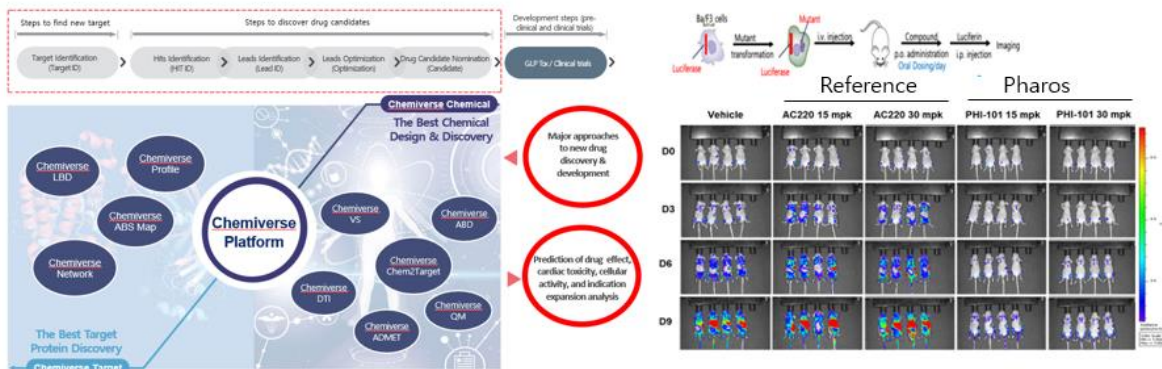 Steps to find new target
Steps to discover drug candidates
Development steps (pre-
clinical and clinical trials)
Target Identification
(Target ID)
Hits Identification
(HIT ID)
Leads Identification
(Lead ID)
Leads Optimization
(Optimization)
Drug Candidate Nomination
(Candidate)
GLP Tox / Clinical trials
Chemiverse Chemical
The Best Chemical
Design & Discovery
Chemiverse
LBD
Chemiverse
Profile
Chemiverse
ABS Map
Chemiverse
Network
Chemiverse
Platform
Chemiverse
VS
Chemiverse
ABD
Chemiverse
Chem2Target
Chemiverse
DTI
Chemiverse
QM
Chemiverse
ADMET
The Best Target
Protein Discovery
Chemiverse Target
Major approaches
to new drug
discovery &
development
Prediction of drug effect,
cardiac toxicity, cellular
activity, and indication
expansion analysis
Ba/F3 cells
Mutant
transformation
Mutant
Luciferase
Luciferase
i.v. injection
Compound
p.o. administration
Oral Dosing/day
Luciferin
i.p. injection
Imaging
Reference
Pharos
Vehicle
AC220 15 mpk
AC220 30 mpk
PHI-101 15 mpk
PHI-101 30 mpk
D0
D3
D6
D9